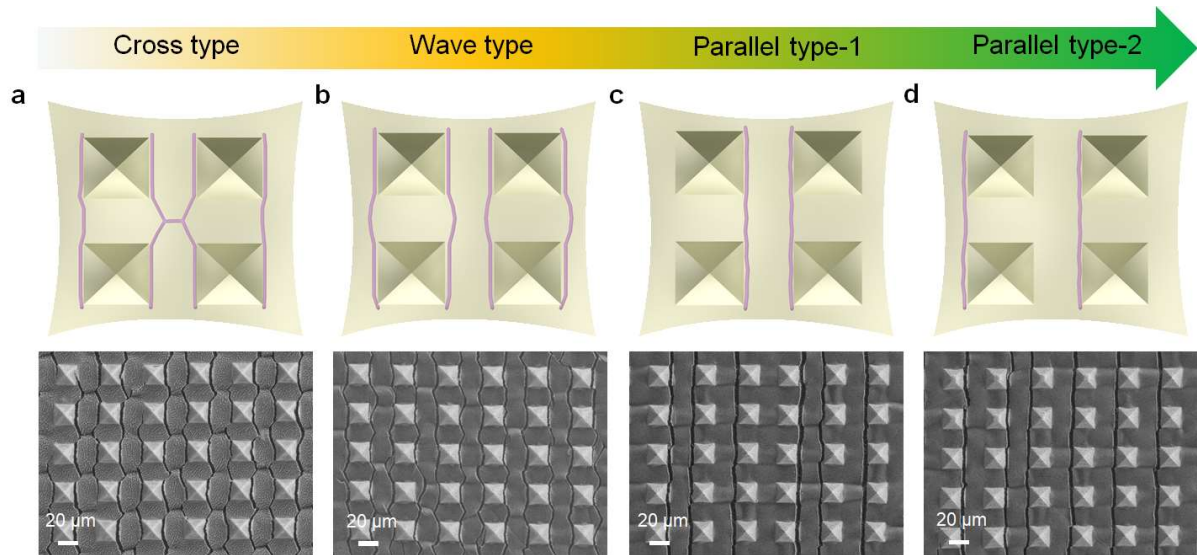 Cross type
Wave type
Parallel type-1
Parallel type-2
a
b
c
d
20 μm
20 μm
20 μm
20 μm